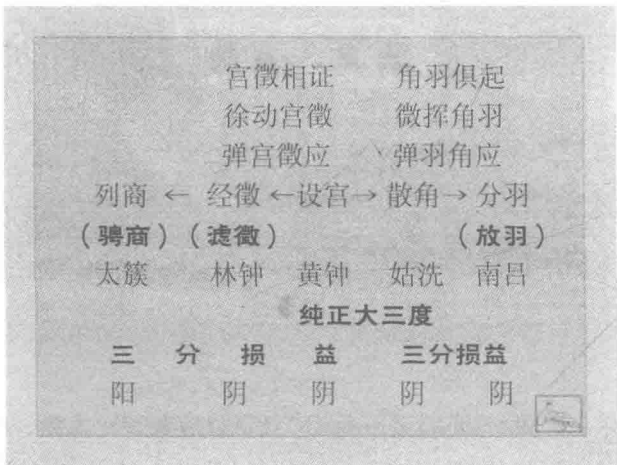 宫徵相证 角羽俱起
徐动宫徵 微挥角羽
弹宫徵应 弹羽角应
列商 ← 经徵 ←设宫→ 散角→ 分羽
(骋商)(滤徵) (放羽)
太簇 林钟 黄钟 姑洗 南吕
纯正大三度
三 分 损 益 三分损益
阳 阴 阴 阴 阴